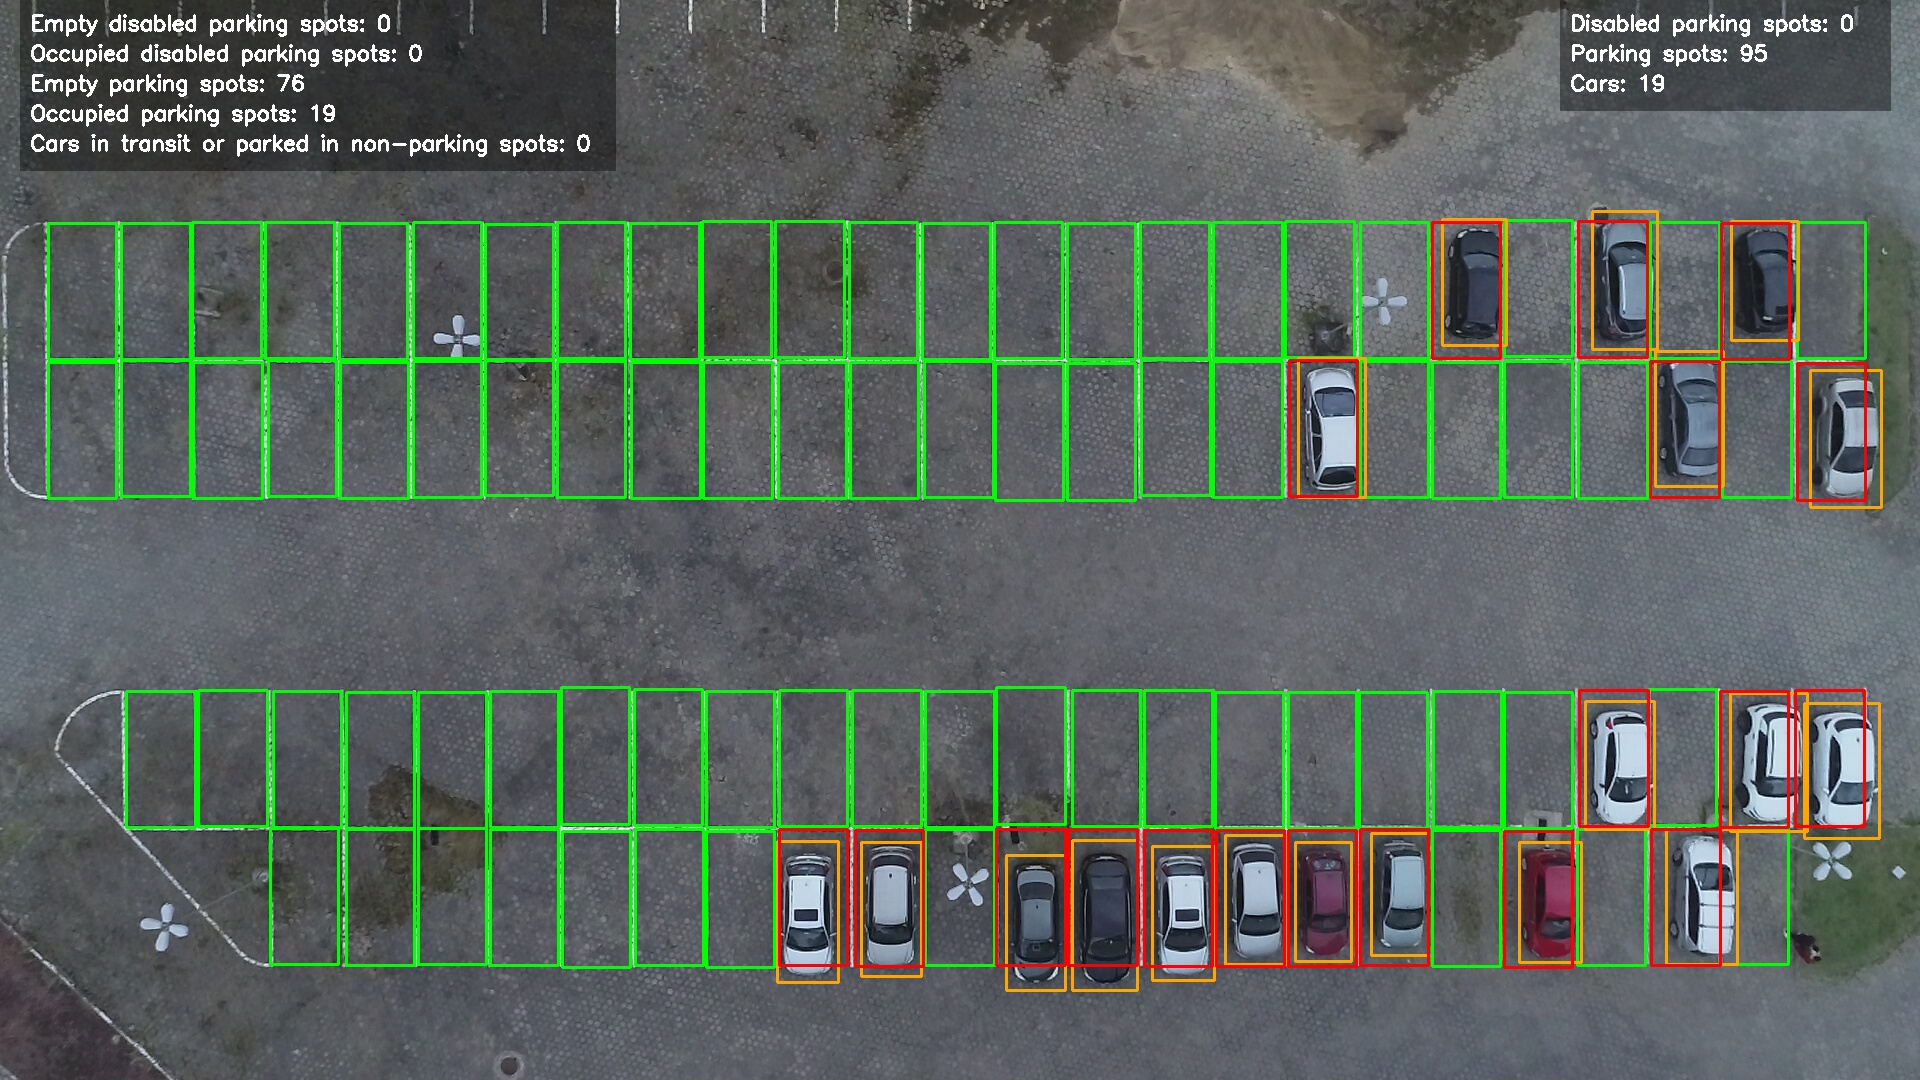 Empty disabled parking spots: 0
Occupied disabled parking spots: 0
Empty parking spots: 76
Occupied parking spots: 19
Cars in transit or parked in non-parking spots: 0
Disabled parking spots: 0
Parking spots: 95
Cars: 19